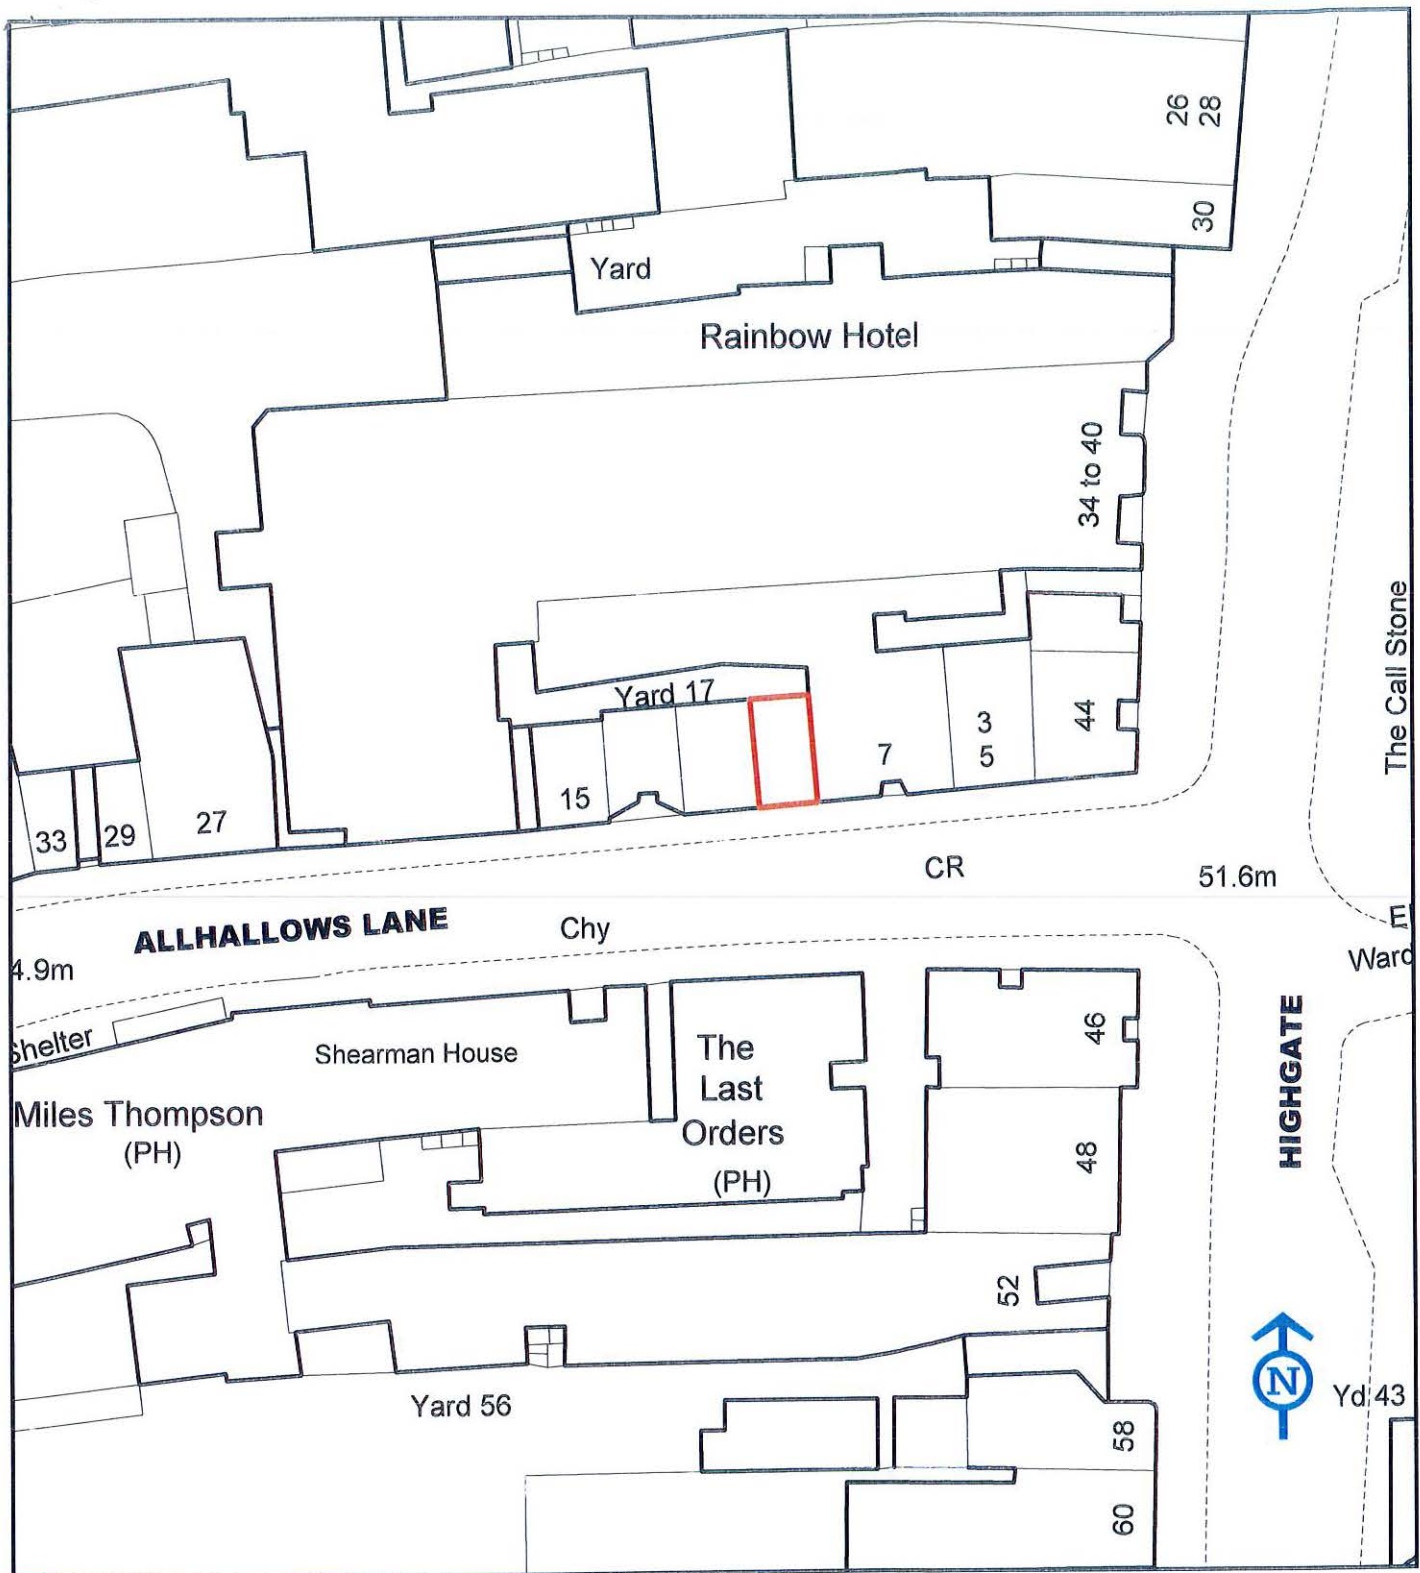 26
28
30
Yard
Rainbow Hotel
34 to 40
The Call Stone
Yard 17
44
3
5
7
15
27
29
33
CR
51.6m
ALLHALLOWS LANE
Chy
El
Ward
4.9m
Shelter
Shearman House
The
Last
Orders
(PH)
46
HIGHGATE
Miles Thompson
(PH)
48
52
N
Yd 43
Yard 56
58
60